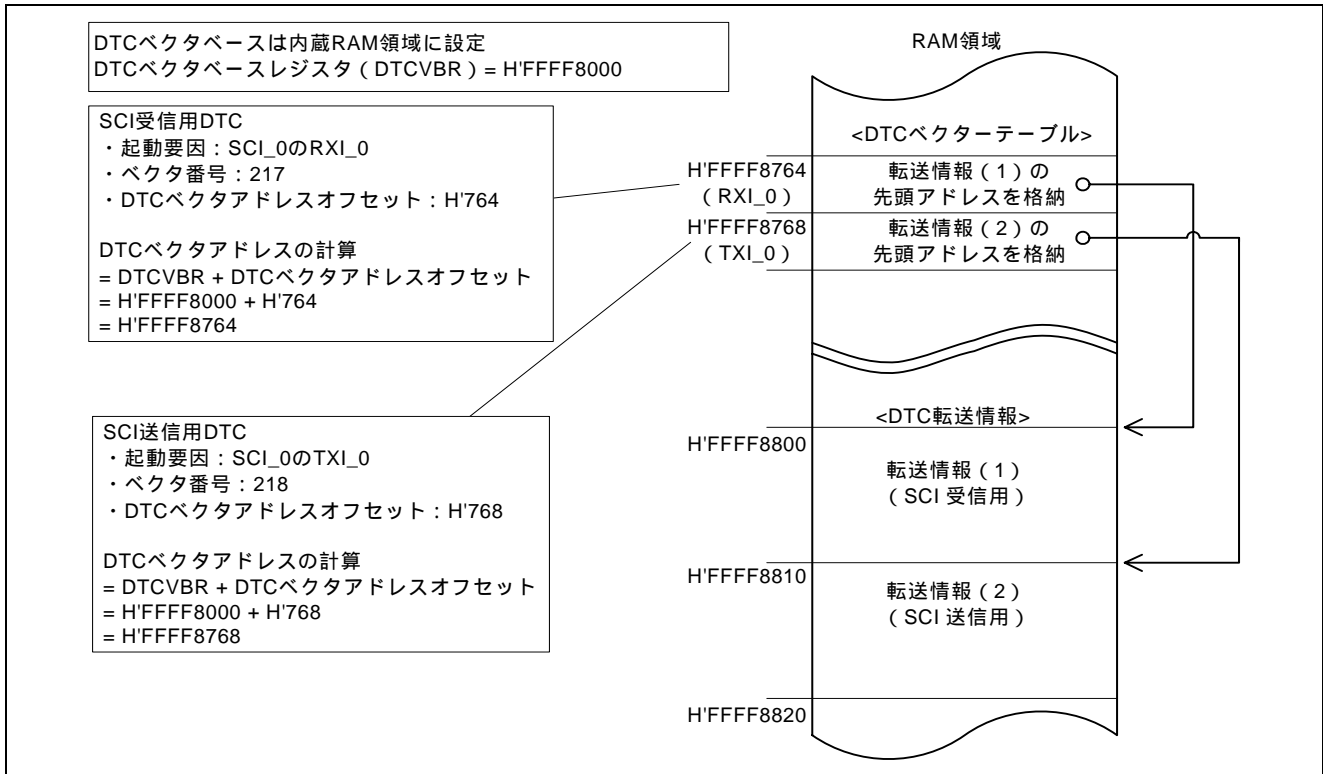 DTCベクタベースは内蔵RAM領域に設定
DTCベクタベースレジスタ(DTCVBR)= H'FFFF8000
SCI受信用DTC
・起動要因:SCI_0のRXI_0
・ベクタ番号:217
・DTCベクタアドレスオフセット:H'764
DTCベクタアドレスの計算
= DTCVBR + DTCベクタアドレスオフセット
= H'FFFF8000 + H'764
= H'FFFF8764
SCI送信用DTC
・起動要因:SCI_0のTXI_0
・ベクタ番号:218
・DTCベクタアドレスオフセット:H'768
DTCベクタアドレスの計算
= DTCVBR + DTCベクタアドレスオフセット
= H'FFFF8000 + H'768
= H'FFFF8768
RAM領域
<DTCベクターテーブル>
H'FFFF8764
(RXI_0)
転送情報(1)の
先頭アドレスを格納
H'FFFF8768
(TXI_0)
転送情報(2)の
先頭アドレスを格納
<DTC転送情報>
H'FFFF8800
転送情報(1)
(SCI 受信用)
H'FFFF8810
転送情報(2)
(SCI 送信用)
H'FFFF8820